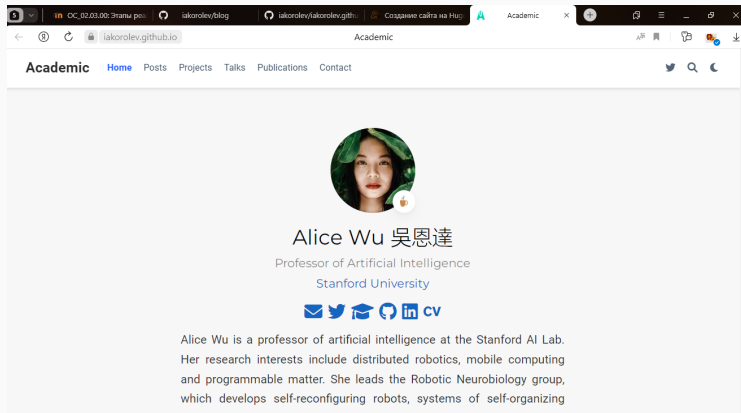 5 OC_02.03.00: Этапы реа iakorolev/blog iakorolev/iakorolev.githu Создание сайта на Hug Academic
iakorolev.github.io Academic
Academic Home Posts Projects Talks Publications Contact
Alice Wu 吳恩達
Professor of Artificial Intelligence
Stanford University
CV
Alice Wu is a professor of artificial intelligence at the Stanford AI Lab.
Her research interests include distributed robotics, mobile computing
and programmable matter. She leads the Robotic Neurobiology group,
which develops self-reconfiguring robots, systems of self-organizing